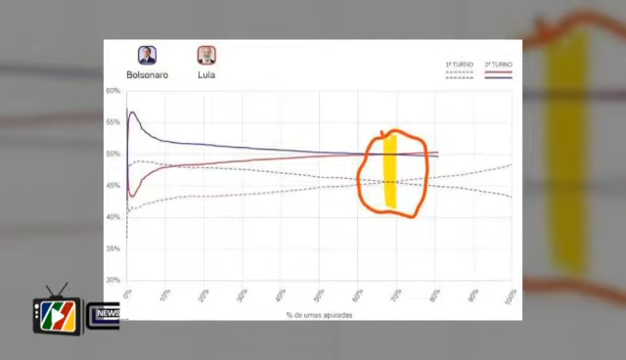 Bolsonaro Lula
1º TURNO 2º TURNO
60%
55%
50%
45%
40%
35%
30%
0% 10% 20% 30% 40% 50% 60% 70% 80% 90% 100%
% de urnas apuradas
NEWS